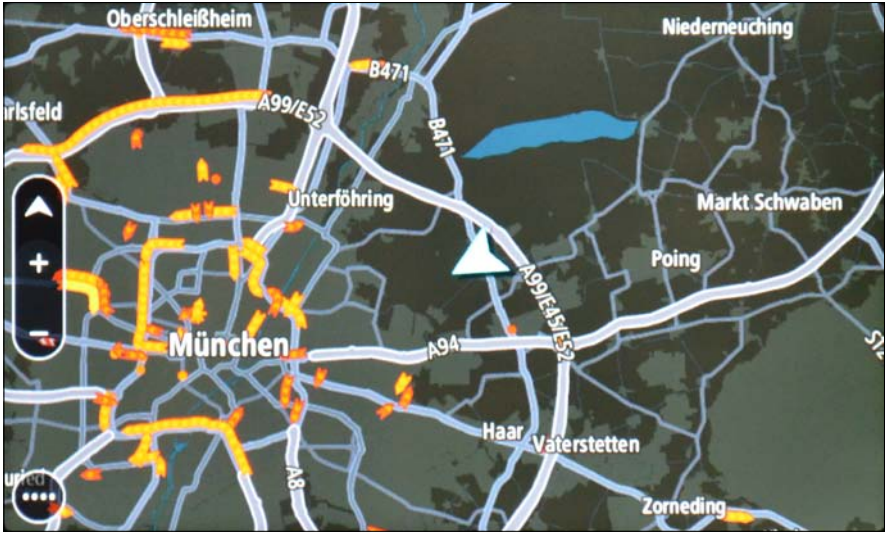 Oberschleißheim
Niederneuching
B471
A99/E52
B471
Unterföhring
Markt Schwaben
Poing
+
A99/E45/E52
München
A94
-
Haar
Vaterstetten
A8
Zorneding